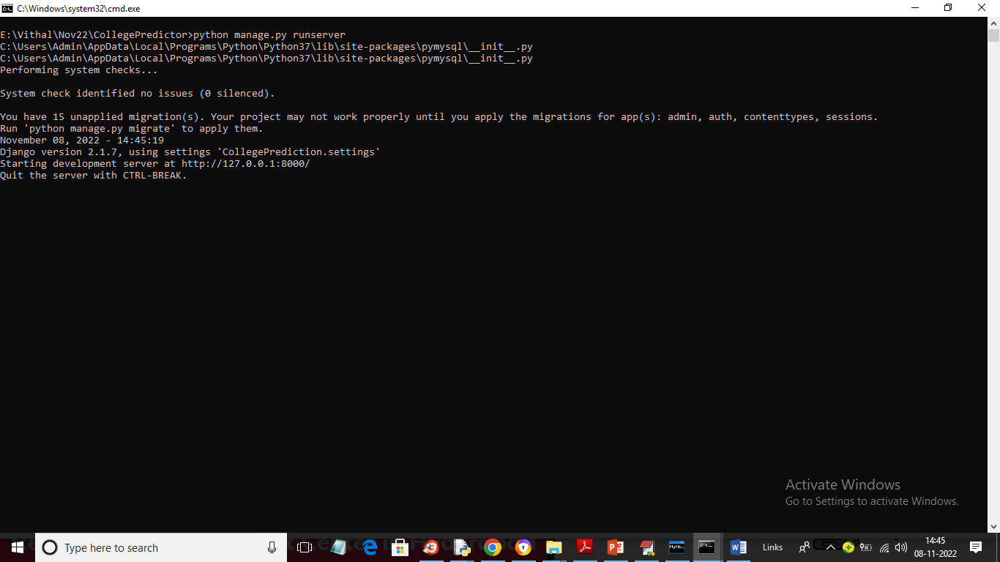 C:\Windows\system32\cmd.exe
E:\Vithal\Nov22\CollegePredictor>python manage.py runserver
C:\Users\Admin\AppData\Local\Programs\Python\Python37\lib\site-packages\pymysql\__init__.py
C:\Users\Admin\AppData\Local\Programs\Python\Python37\lib\site-packages\pymysql\__init__.py
Performing system checks...
System check identified no issues (0 silenced).
You have 15 unapplied migration(s). Your project may not work properly until you apply the migrations for app(s): admin, auth, contenttypes, sessions.
Run 'python manage.py migrate' to apply them.
November 08, 2022 - 14:45:19
Django version 2.1.7, using settings 'CollegePrediction.settings'
Starting development server at http://127.0.0.1:8000/
Quit the server with CTRL-BREAK.
Activate Windows
Go to Settings to activate Windows.
Type here to search
Links
14:45
08-11-2022